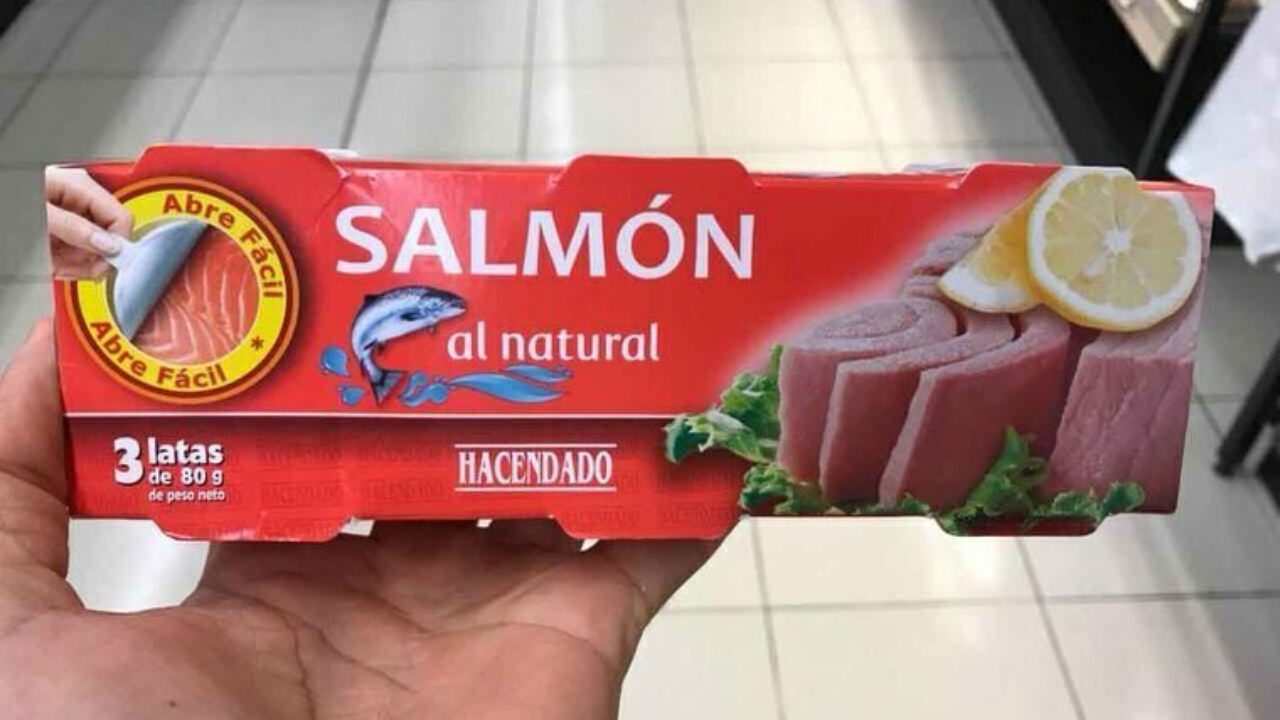 Abre Fácil
Abre Fácil *
SALMÓN
al natural
3 latas
de 80 g
de peso neto
HACENDADO